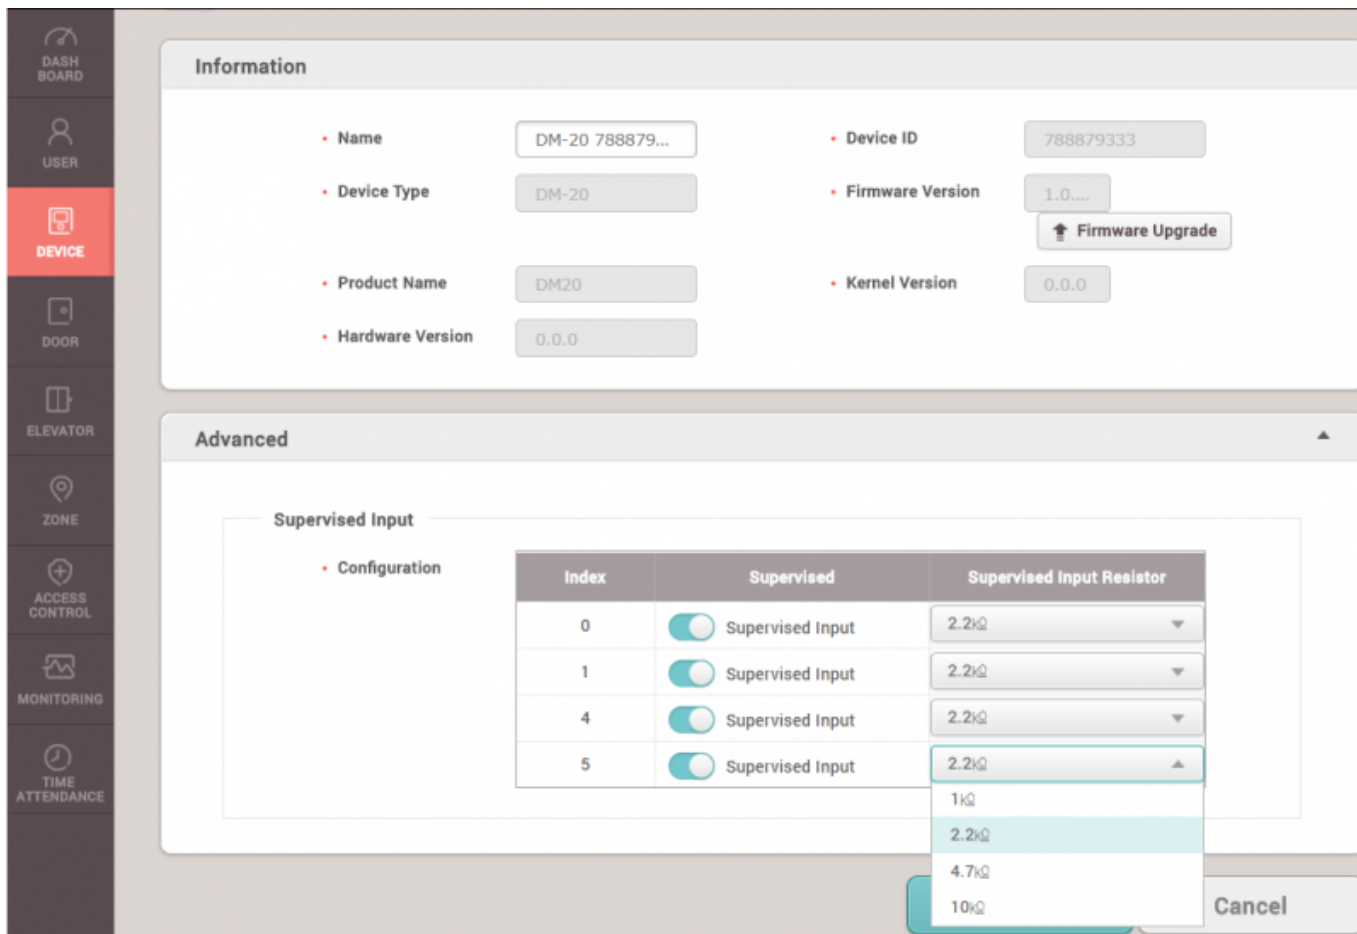 DASH
BOARD
USER
DEVICE
DOOR
ELEVATOR
ZONE
ACCESS
CONTROL
MONITORING
TIME
ATTENDANCE
Information
• Name DM-20 788879... • Device ID 788879333
• Device Type DM-20 • Firmware Version 1.0....
Firmware Upgrade
• Product Name DM20 • Kernel Version 0.0.0
• Hardware Version 0.0.0
Advanced
Supervised Input
• Configuration
Index Supervised Supervised Input Resistor
0 Supervised Input 2.2kΩ
1 Supervised Input 2.2kΩ
4 Supervised Input 2.2kΩ
5 Supervised Input 2.2kΩ
1kΩ
2.2kΩ
4.7kΩ
10kΩ
Cancel